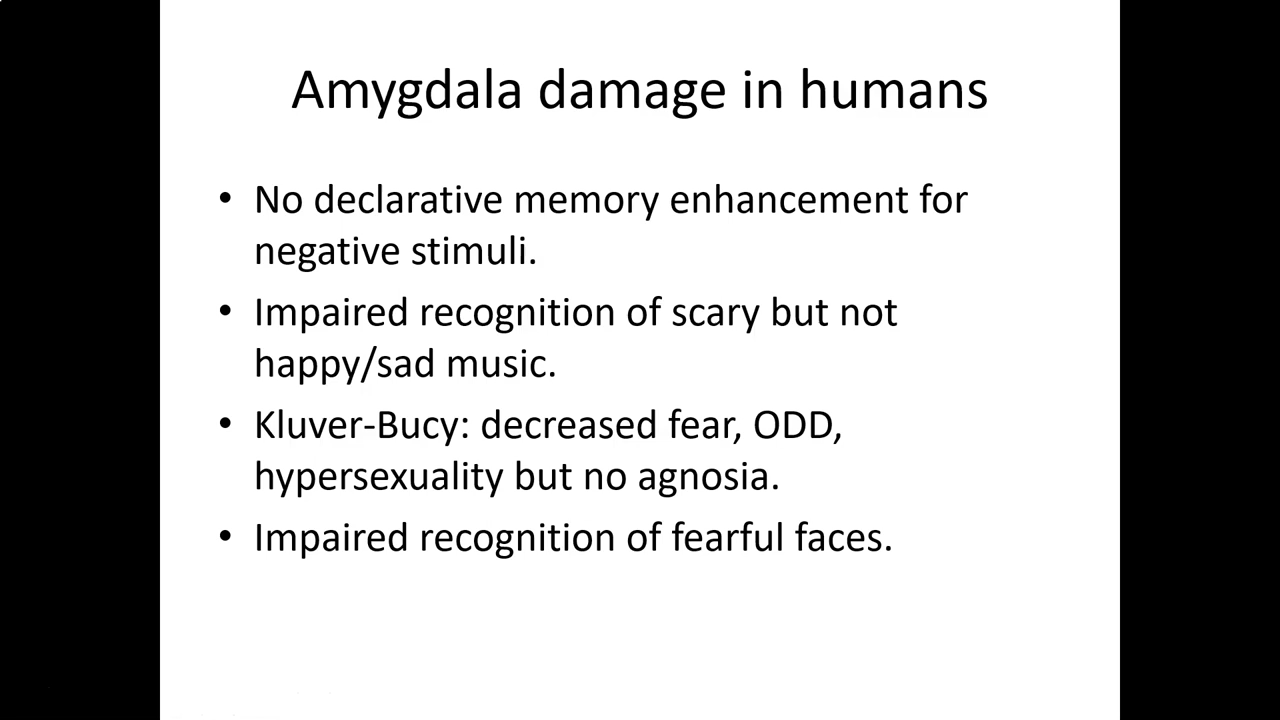 Amygdala damage in humans
• No declarative memory enhancement for
negative stimuli.
• Impaired recognition of scary but not
happy/sad music.
• Kluver-Bucy: decreased fear, ODD,
hypersexuality but no agnosia.
• Impaired recognition of fearful faces.